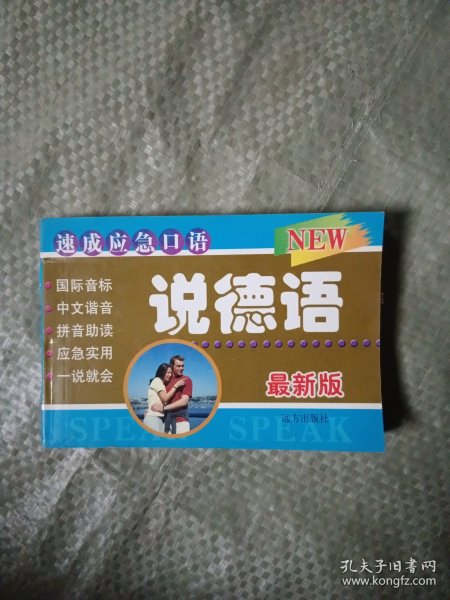 速成应急口语
NEW
国际音标
中文谐音
拼音助读
应急实用
一说就会
说德语
最新版
远方出版社
SPEAK SPEAK
孔夫子旧书网
www.kongfz.com